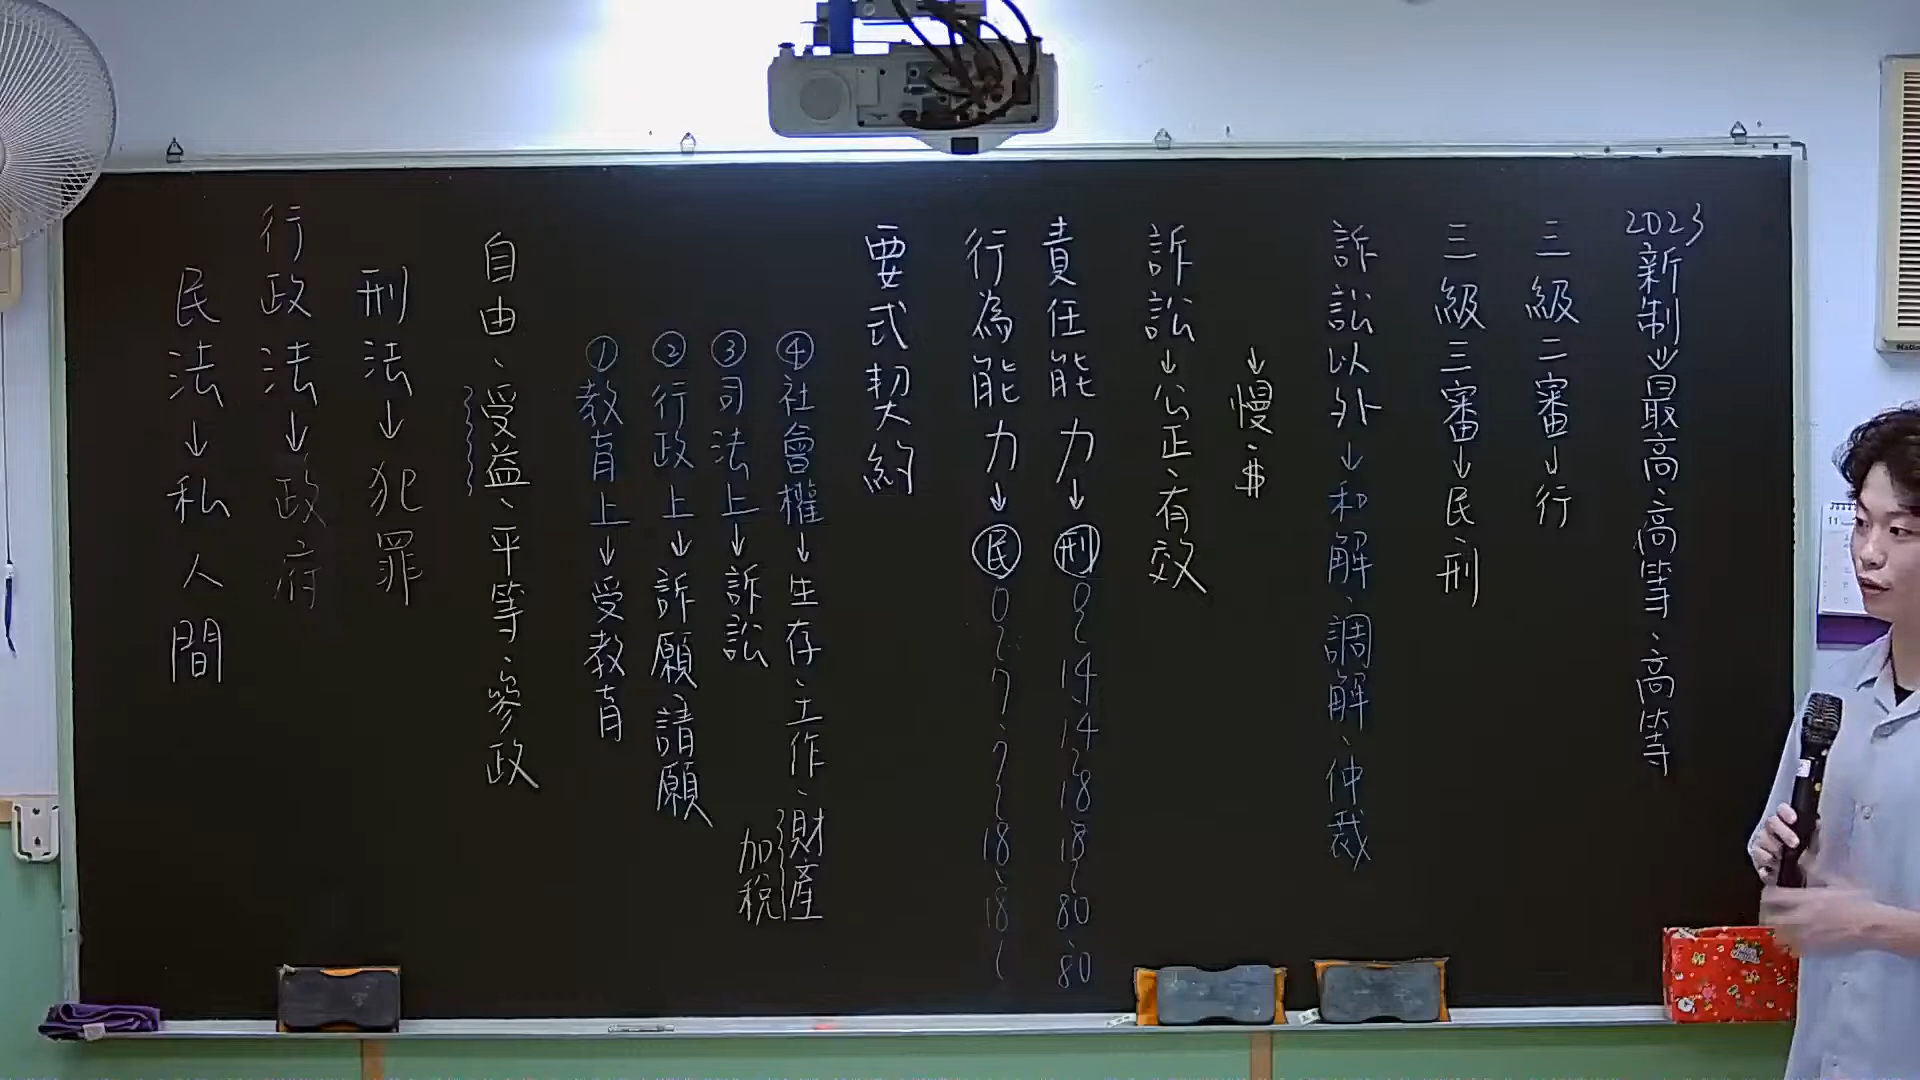 2023新制→最高、高等、高等
三級二審→行
三級三審→民、刑
訴訟以外→和解、調解、仲裁
↓慢、$
訴訟→公正、有效
責任能力→刑 0~14、14~18、18~80、80
行為能力→民 0~7、7~18、18~
要式契約
④社會權→生存、工作、財產
加稅
③司法上→訴訟
②行政上→訴願、請願
①教育上→受教育
自由、受益、平等、參政
刑法→犯罪
行政法→政府
民法→私人間
11